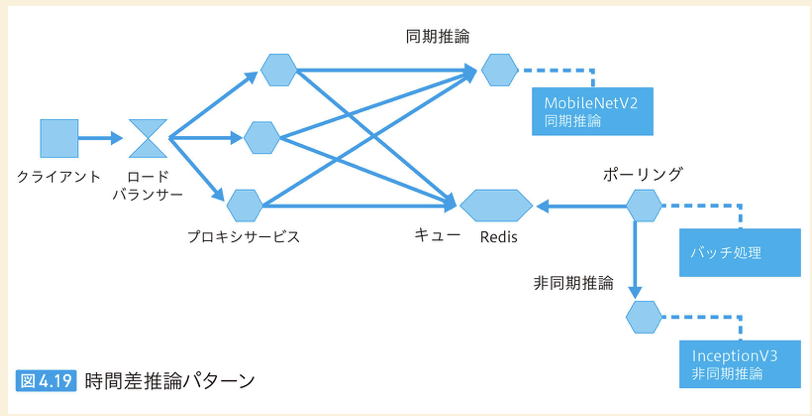 同期推論
MobileNetV2
同期推論
クライアント
ロード
バランサー
ポーリング
プロキシサービス
キュー
Redis
バッチ処理
非同期推論
InceptionV3
非同期推論
図4.19 時間差推論パターン